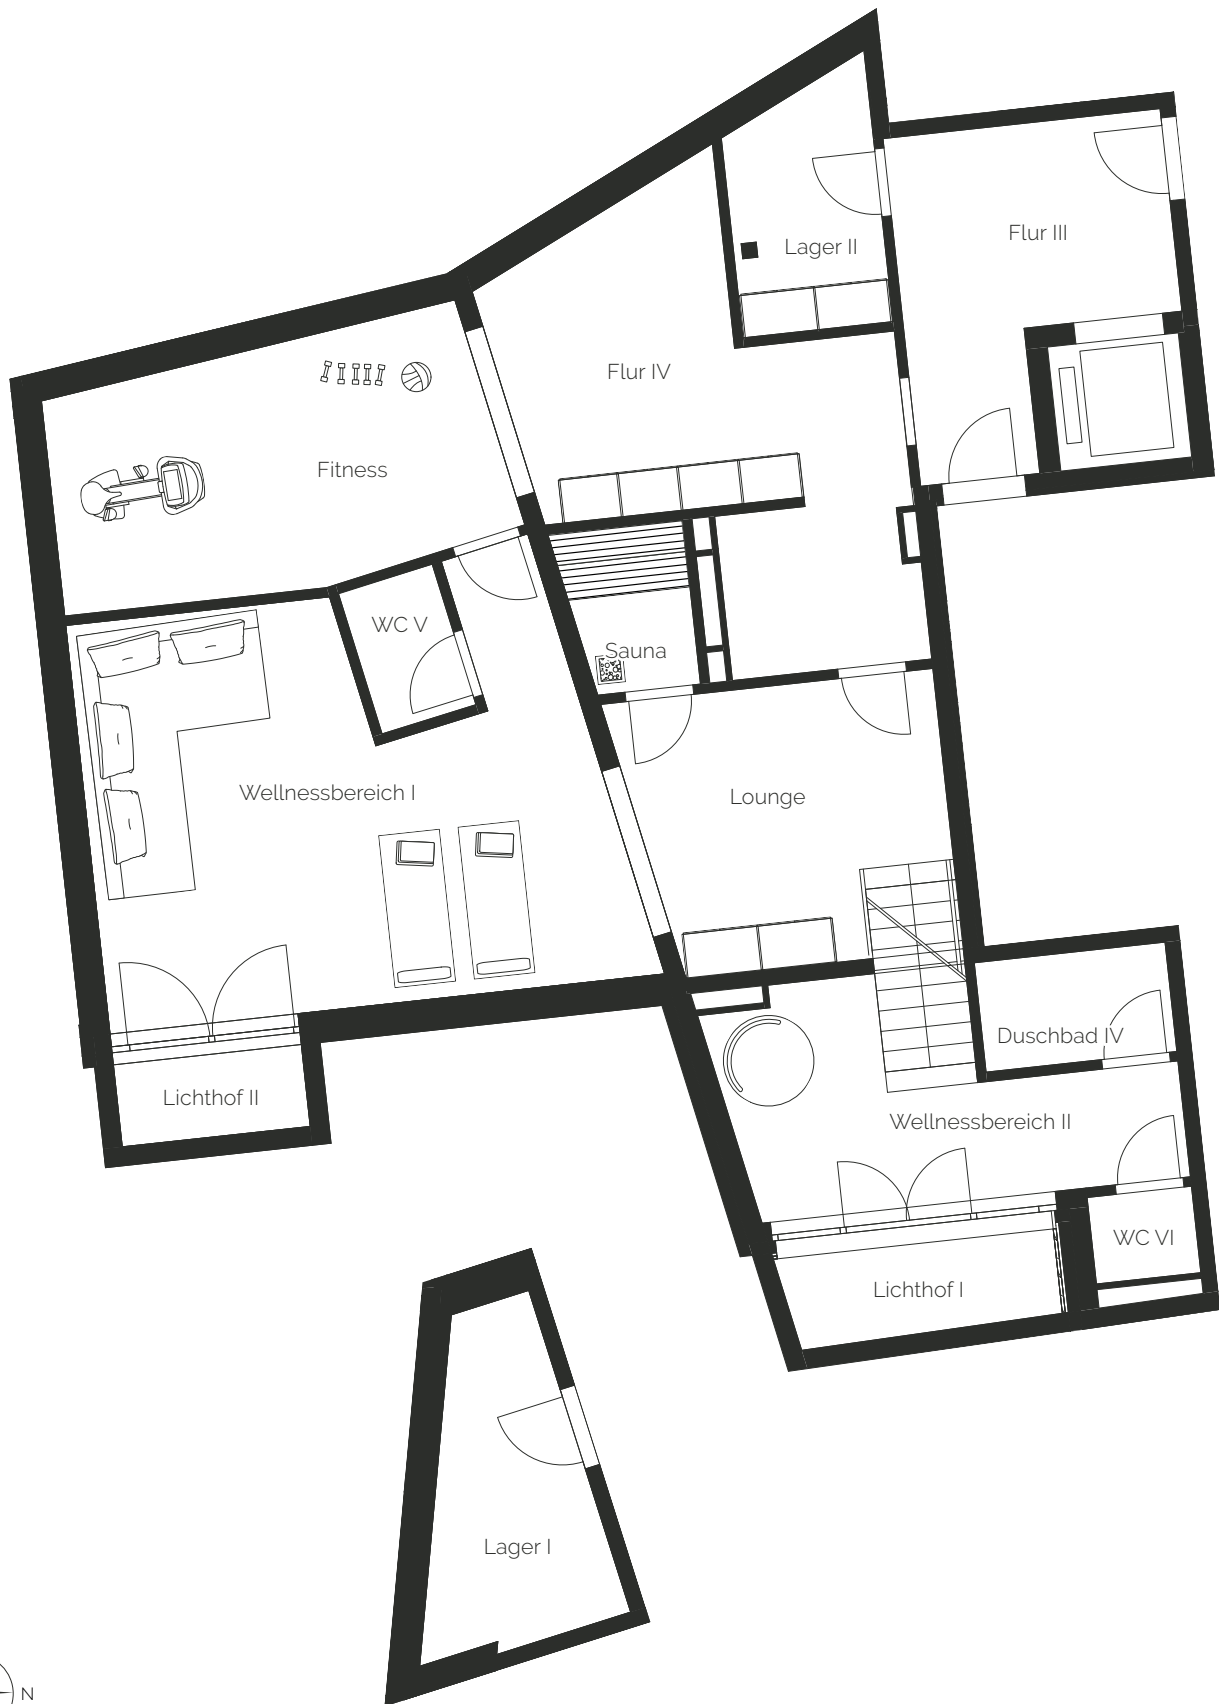 Flur III
Lager II
Flur IV
Fitness
WC V
Sauna
Wellnessbereich I
Lounge
Duschbad IV
Lichthof II
Wellnessbereich II
WC VI
Lichthof I
Lager I
N